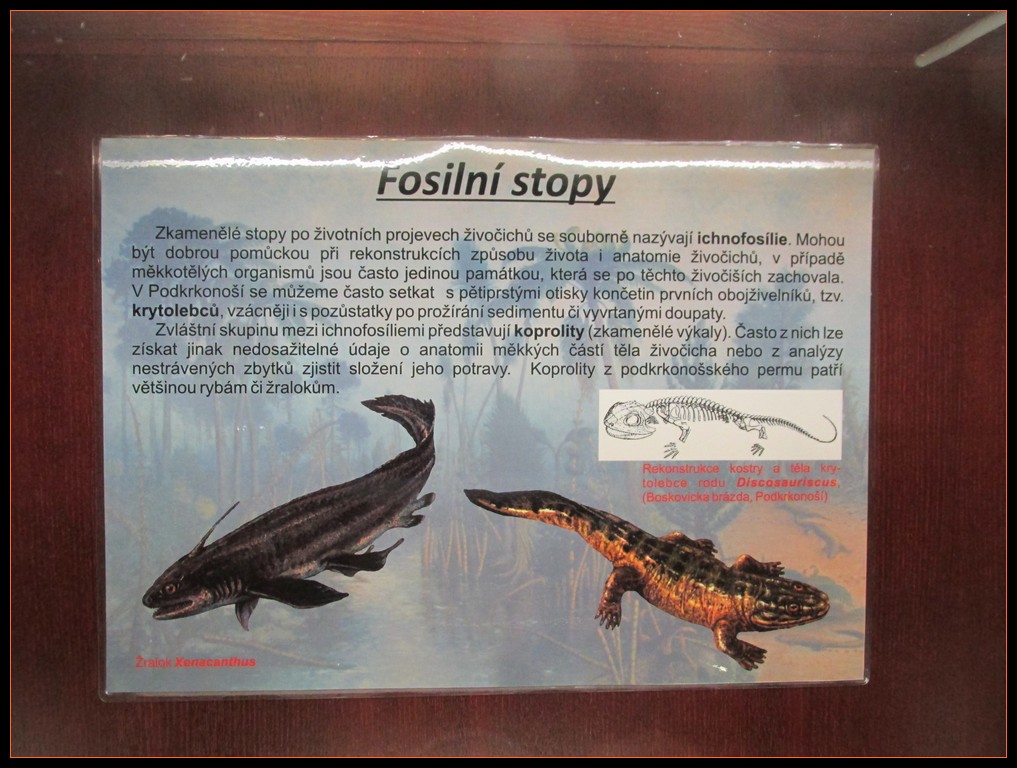 Fosilní stopy
Zkamenělé stopy po životních projevech živočichů se souborně nazývají ichnofosílie. Mohou
být dobrou pomůckou při rekonstrukcích způsobu života i anatomie živočichů, v případě
měkkotělých organismů jsou často jedinou památkou, která se po těchto živočiších zachovala.
V Podkrkonoší se můžeme často setkat s pětiprstými otisky končetin prvních obojživelníků, tzv.
krytolebců, vzácněji i s pozůstatky po prožírání sedimentu či vyvrtanými doupaty.
Zvláštní skupinu mezi ichnofosíliemi představují koprolity (zkamenělé výkaly). Často z nich lze
získat jinak nedosažitelné údaje o anatomii měkkých částí těla živočicha nebo z analýzy
nestrávených zbytků zjistit složení jeho potravy. Koprolity z podkrkonošského permu patří
většinou rybám či žralokům.
Rekonstrukce kostry a těla kry-
tolebce rodu Discosauriscus,
(Boskovická brázda, Podkrkonoší)
Žralok Xenacanthus